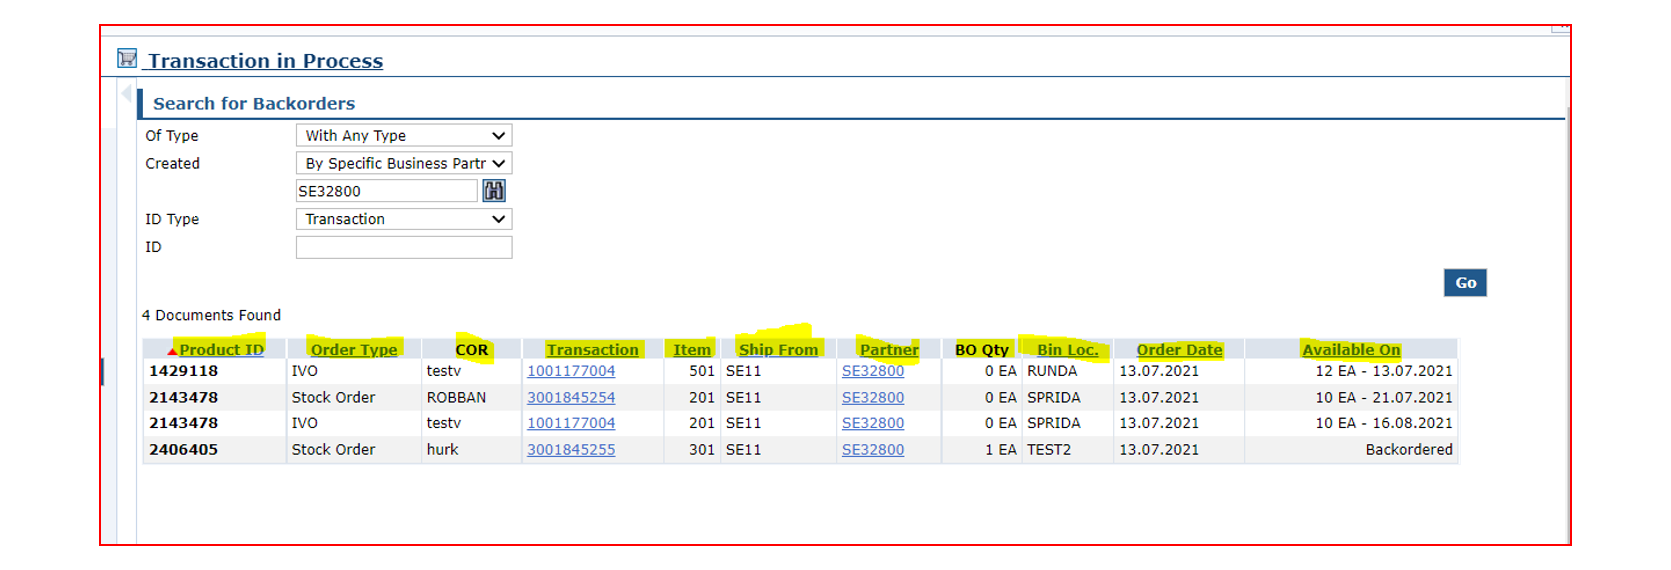 Transaction in Process
Search for Backorders
Of Type With Any Type
Created By Specific Business Partr
SE32800
ID Type Transaction
ID
Go
4 Documents Found
Product ID Order Type COR Transaction Item Ship From Partner BO Qty Bin Loc. Order Date Available On
1429118 IVO testv 1001177004 501 SE11 SE32800 0 EA RUNDA 13.07.2021 12 EA - 13.07.2021
2143478 Stock Order ROBBAN 3001845254 201 SE11 SE32800 0 EA SPRIDA 13.07.2021 10 EA - 21.07.2021
2143478 IVO testv 1001177004 201 SE11 SE32800 0 EA SPRIDA 13.07.2021 10 EA - 16.08.2021
2406405 Stock Order hurk 3001845255 301 SE11 SE32800 1 EA TEST2 13.07.2021 Backordered